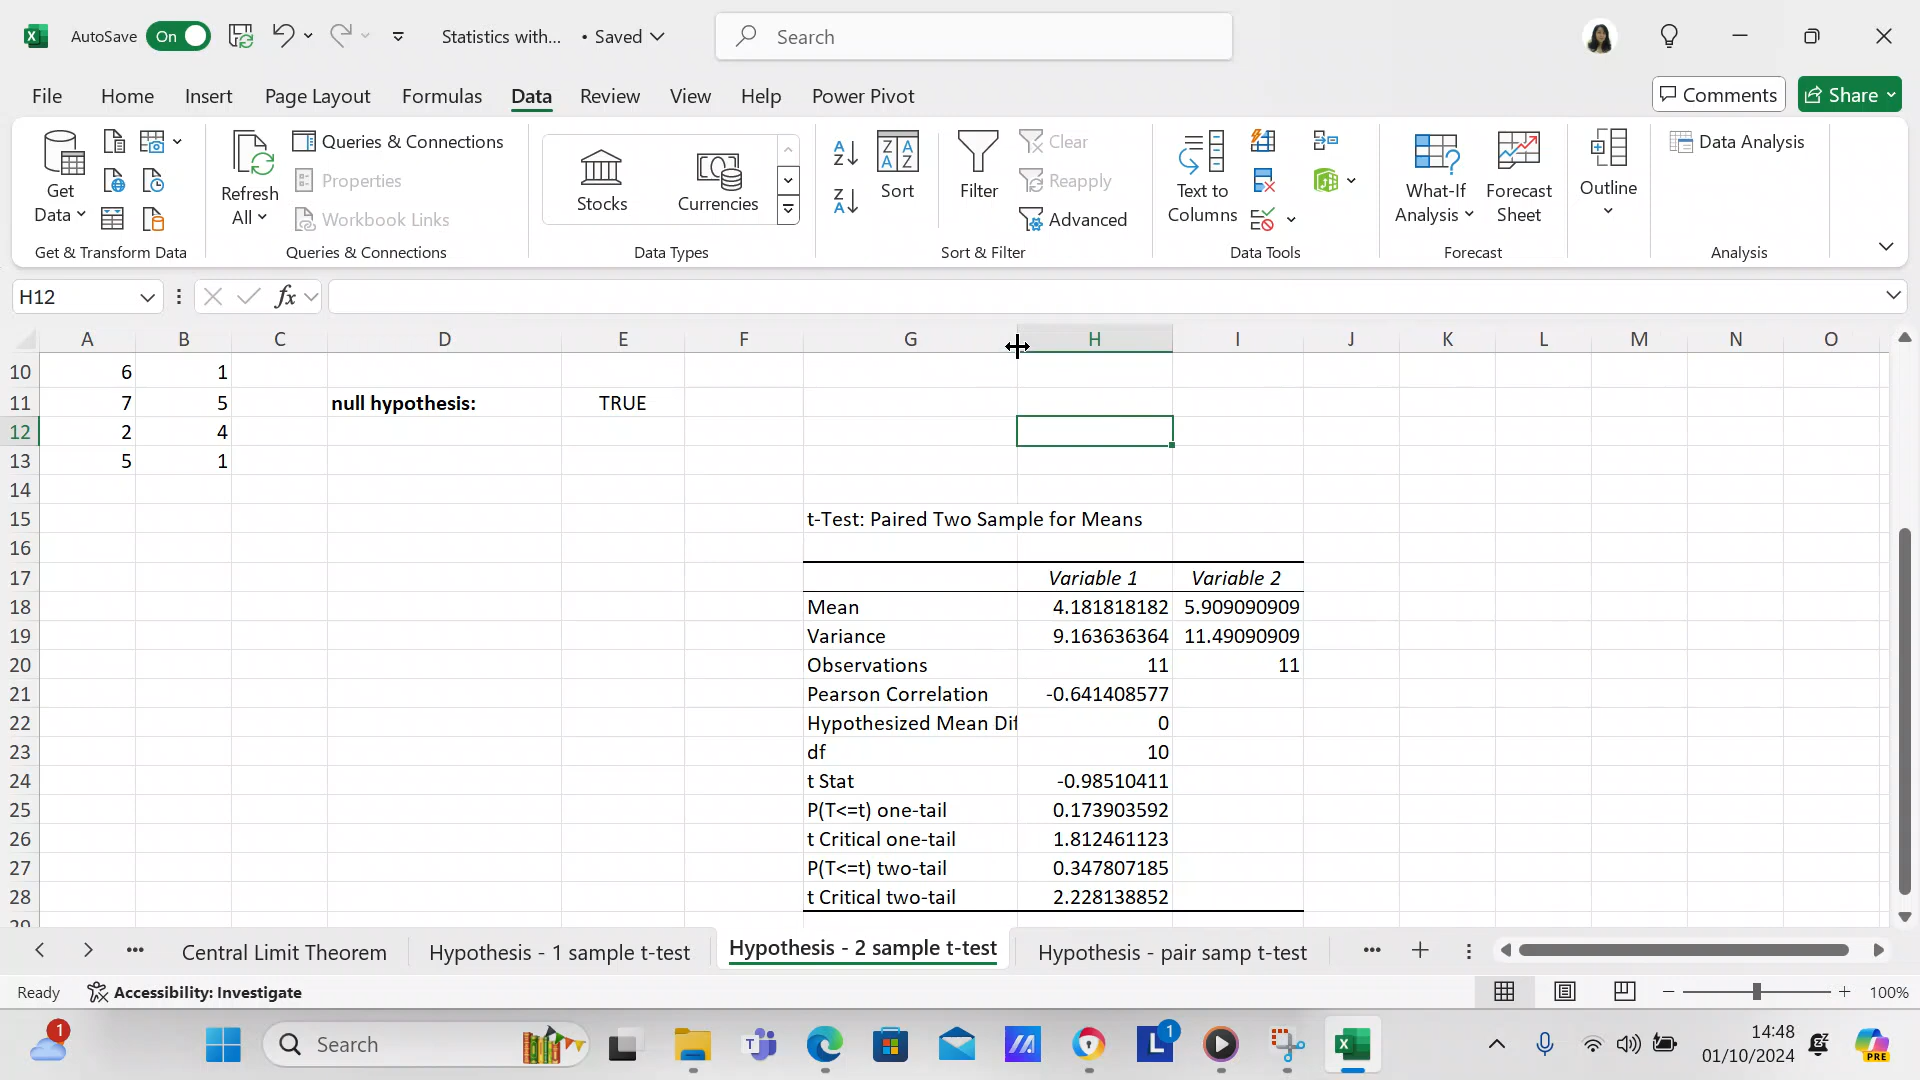 AutoSave On Statistics with... • Saved Search
File Home Insert Page Layout Formulas Data Review View Help Power Pivot Comments Share
Get Data
Refresh All
Queries & Connections
Properties
Workbook Links
Stocks
Currencies
Sort
Filter
Clear
Reapply
Advanced
Text to Columns
What-If Analysis
Forecast Sheet
Outline
Data Analysis
Get & Transform Data Queries & Connections Data Types Sort & Filter Data Tools Forecast Analysis
H12 fx
A B C D E F G H I J K L M N O
10 6 1
11 7 5 null hypothesis: TRUE
12 2 4
13 5 1
14
15 t-Test: Paired Two Sample for Means
16
17 Variable 1 Variable 2
18 Mean 4.181818182 5.909090909
19 Variance 9.163636364 11.49090909
20 Observations 11 11
21 Pearson Correlation -0.641408577
22 Hypothesized Mean Dif 0
23 df 10
24 t Stat -0.98510411
25 P(T<=t) one-tail 0.173903592
26 t Critical one-tail 1.812461123
27 P(T<=t) two-tail 0.347807185
28 t Critical two-tail 2.228138852
Central Limit Theorem Hypothesis - 1 sample t-test Hypothesis - 2 sample t-test Hypothesis - pair samp t-test
Ready Accessibility: Investigate 100%
1 Search 1 14:48
01/10/2024
PRE